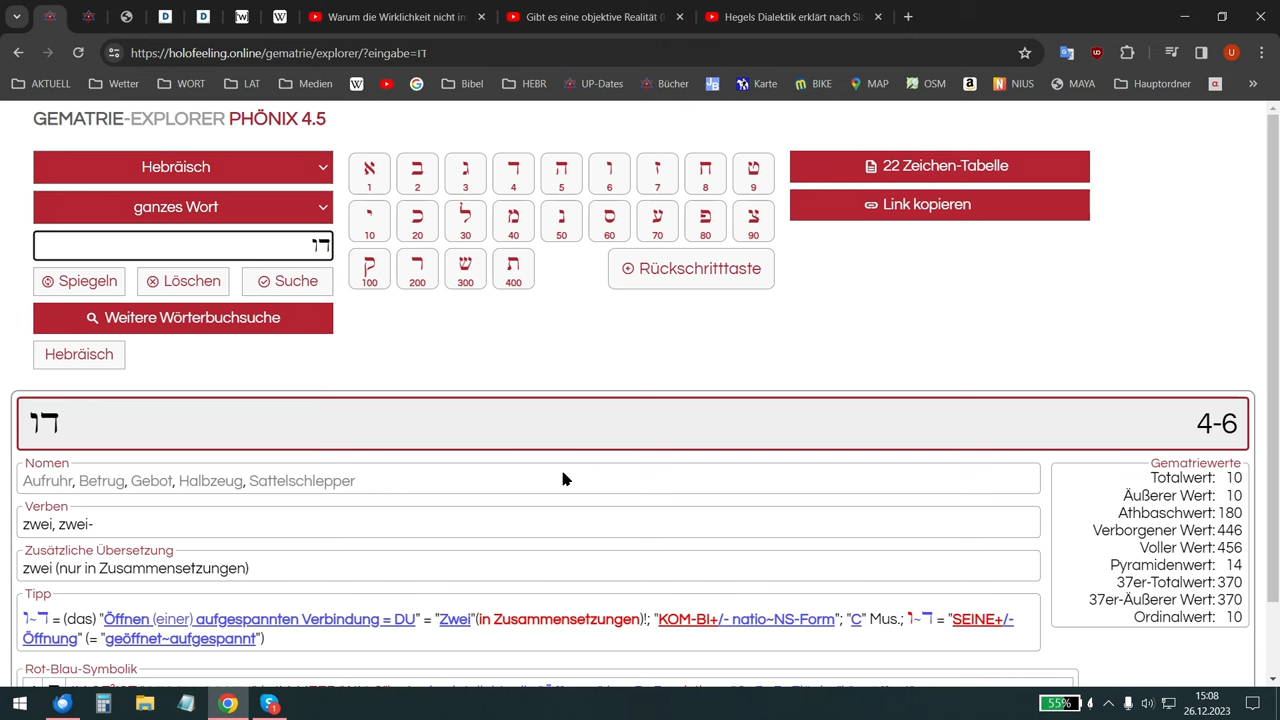 Warum die Wirklichkeit nicht in
Gibt es eine objektive Realität (
Hegels Dialektik erklärt nach Sl
https://holofeeling.online/gematrie/explorer/?eingabe=דו
AKTUELL Wetter WORT LAT Medien Bibel HEBR UP-Dates Bücher Karte BIKE MAP OSM NIUS MAYA Hauptordner
GEMATRIE-EXPLORER PHÖNIX 4.5
Hebräisch
ganzes Wort
דו
Spiegeln Löschen Suche
Weitere Wörterbuchsuche
Hebräisch
א ב ג ד ה ו ז ח ט
1 2 3 4 5 6 7 8 9
י כ ל מ נ ס ע פ צ
10 20 30 40 50 60 70 80 90
ק ר ש ת
100 200 300 400
Rückschritttaste
22 Zeichen-Tabelle
Link kopieren
דו 4-6
Nomen
Aufruhr, Betrug, Gebot, Halbzeug, Sattelschlepper
Verben
zwei, zwei-
Zusätzliche Übersetzung
zwei (nur in Zusammensetzungen)
Tipp
ד~ו = (das) "Öffnen (einer) aufgespannten Verbindung = DU" = "Zwei"(in Zusammensetzungen)!; "KOM-BI+/- natio~NS-Form"; "C" Mus.; ד~ו = "SEINE+/-
Öffnung" (= "geöffnet~aufgespannt")
Rot-Blau-Symbolik
Gematriewerte
Totalwert: 10
Äußerer Wert: 10
Athbaschwert: 180
Verborgener Wert: 446
Voller Wert: 456
Pyramidenwert: 14
37er-Totalwert: 370
37er-Äußerer Wert: 370
Ordinalwert: 10
55%
15:08
26.12.2023